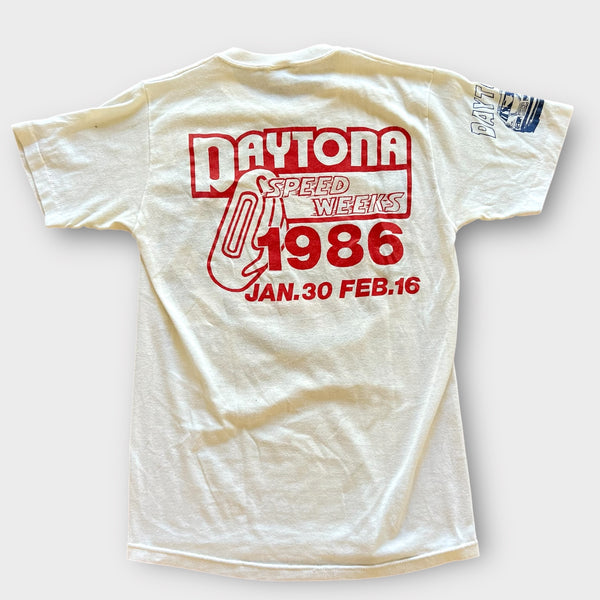 DAYTONA
SPEED
WEEKS
1986
JAN.30 FEB.16